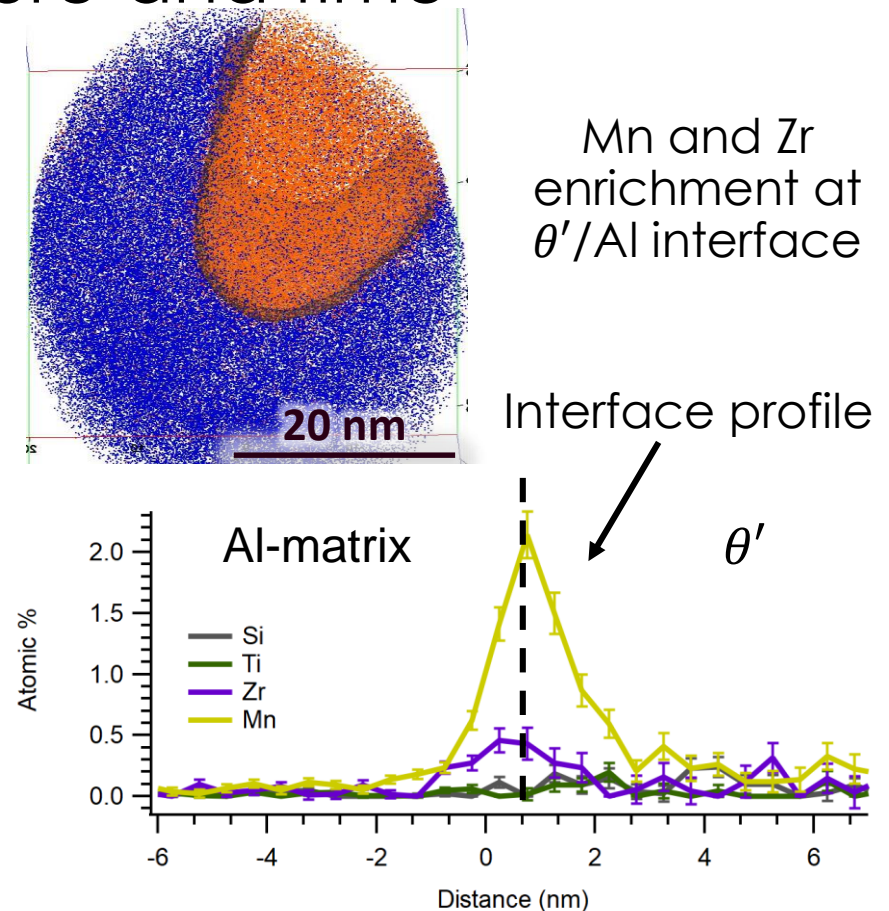 Mn and Zr
enrichment at
θ′/Al interface
20 nm
Interface profile
Al-matrix
θ′
2.0
1.5
1.0
0.5
0.0
Atomic %
Si
Ti
Zr
Mn
-6 -4 -2 0 2 4 6
Distance (nm)